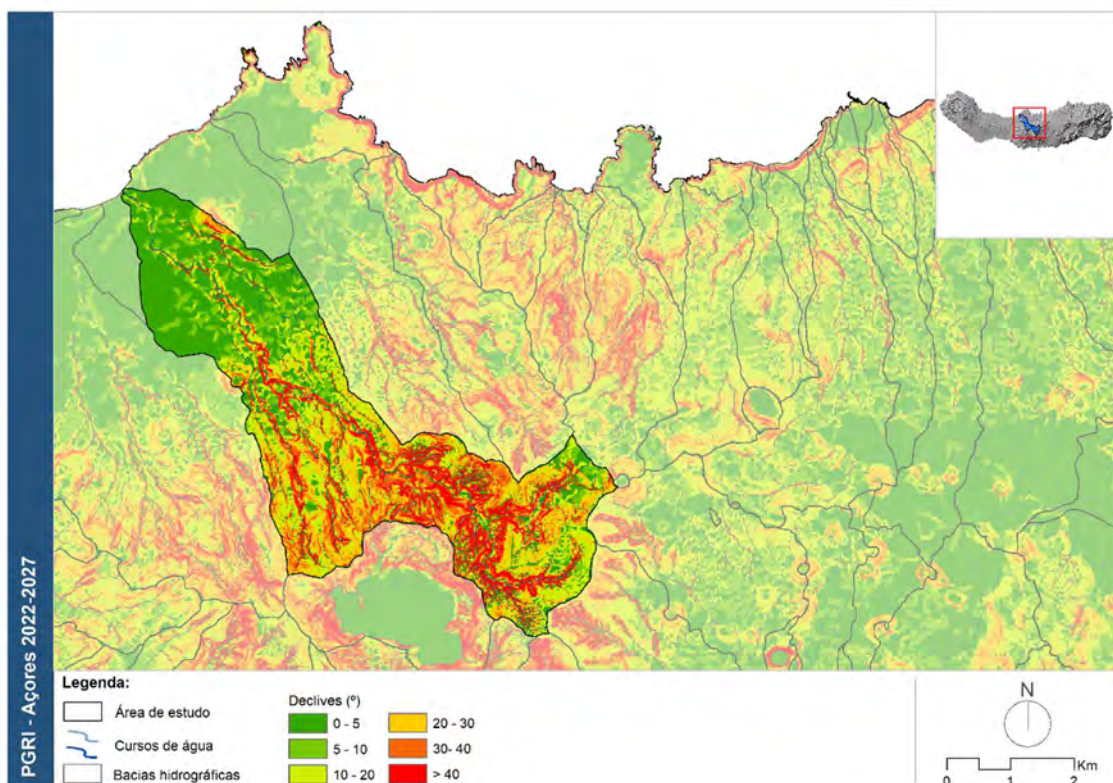 PGRI - Açores 2022-2027
Legenda:
Área de estudo
Cursos de água
Bacias hidrográficas
Declives (º)
0 - 5
5 - 10
10 - 20
20 - 30
30- 40
> 40
N
0 1 2 Km